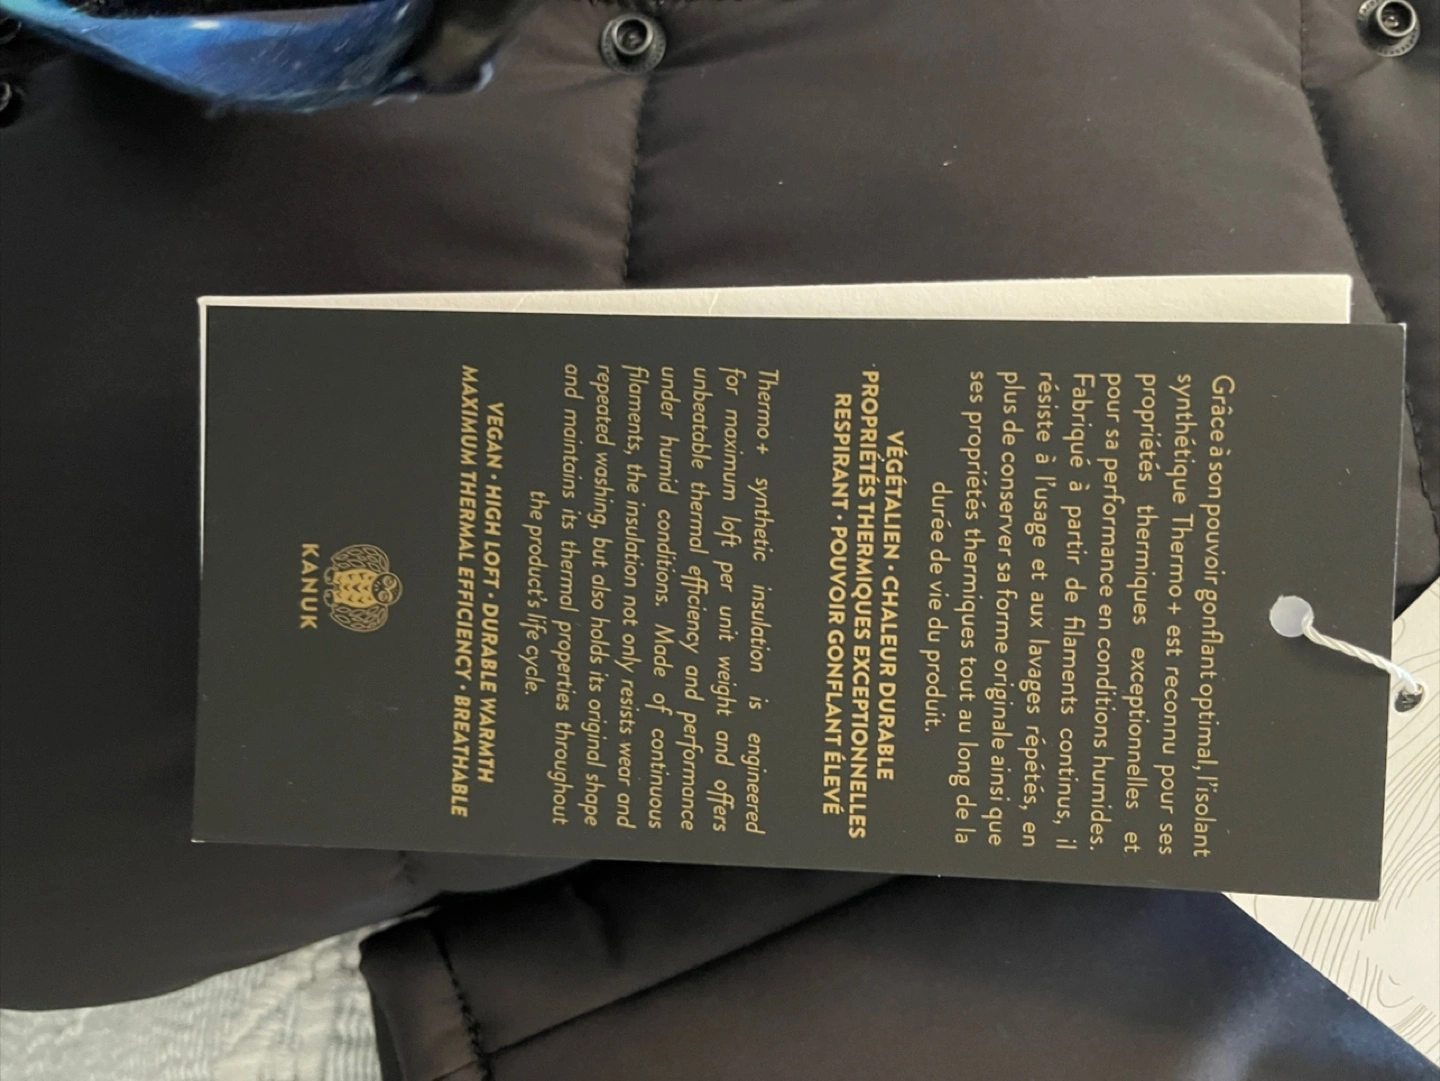 Grâce à son pouvoir gonflant optimal, l'isolant
synthétique Thermo+ est reconnu pour ses
propriétés thermiques exceptionnelles et
pour sa performance en conditions humides.
Fabriqué à partir de filaments continus, il
résiste à l'usage et aux lavages répétés, en
plus de conserver sa forme originale ainsi que
ses propriétés thermiques tout au long de la
durée de vie du produit.
VÉGÉTALIEN · CHALEUR DURABLE
PROPRIÉTÉS THERMIQUES EXCEPTIONNELLES
RESPIRANT · POUVOIR GONFLANT ÉLEVÉ
Thermo+ synthetic insulation is engineered
for maximum loft per unit weight and offers
unbeatable thermal efficiency and performance
under humid conditions. Made of continuous
filaments, the insulation not only resists wear and
repeated washing, but also holds its original shape
and maintains its thermal properties throughout
the product's life cycle.
VEGAN · HIGH LOFT · DURABLE WARMTH
MAXIMUM THERMAL EFFICIENCY · BREATHABLE
KANUK